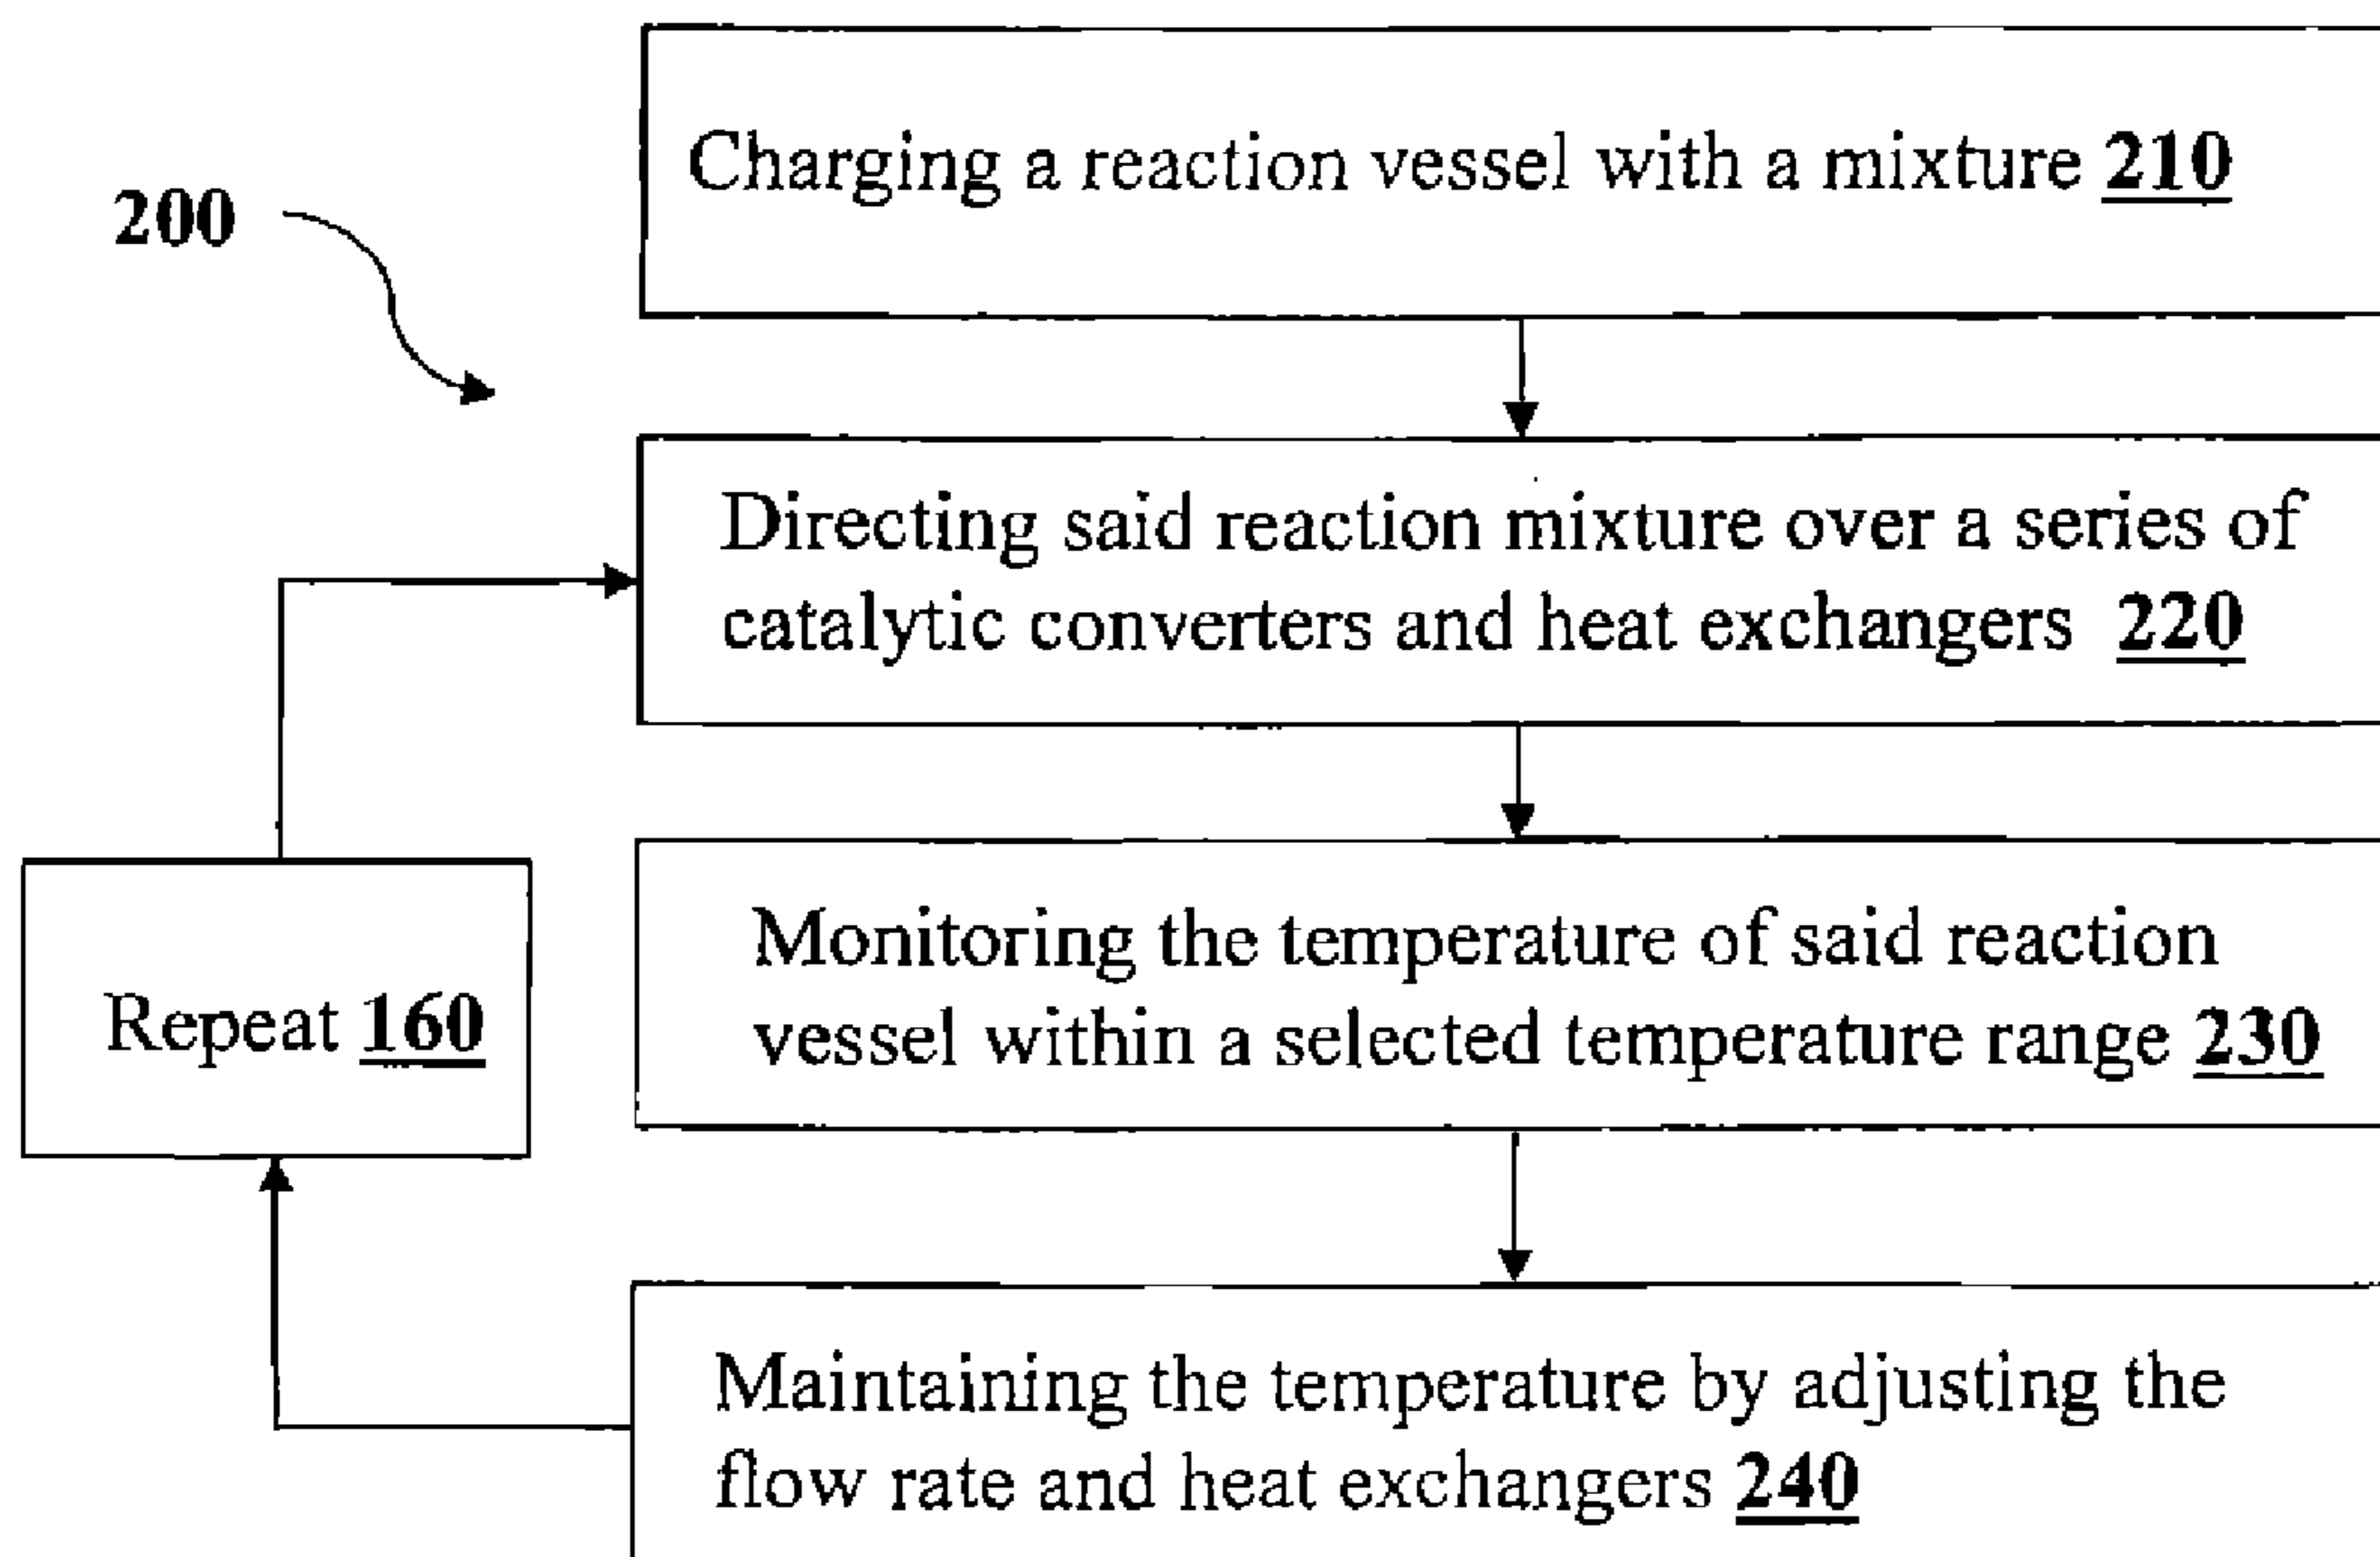 Charging a reaction vessel with a mixture 210
200
Directing said reaction mixture over a series of
catalytic converters and heat exchangers 220
Monitoring the temperature of said reaction
vessel within a selected temperature range 230
Repeat 160
Maintaining the temperature by adjusting the
flow rate and heat exchangers 240